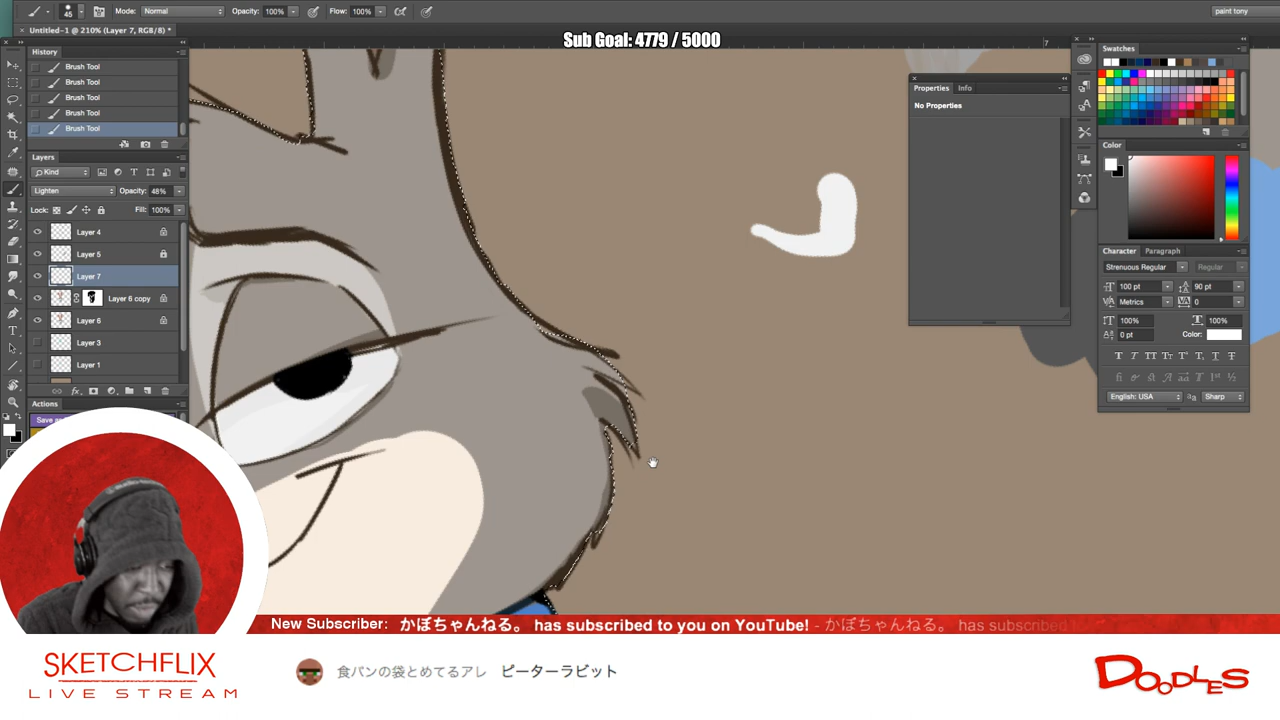 45
Mode: Normal
Opacity: 100%
Flow: 100%
paint tony
Untitled-1 @ 210% (Layer 7, RGB/8) *
Sub Goal: 4779 / 5000
7
History
Brush Tool
Brush Tool
Brush Tool
Brush Tool
Brush Tool
Layers
Kind
Lighten
Opacity: 48%
Lock:
Fill: 100%
Layer 4
Layer 5
Layer 7
Layer 6 copy
Layer 6
Layer 3
Layer 1
fx
Actions
Properties
Info
No Properties
Swatches
Color
Character
Paragraph
Strenuous Regular
Regular
100 pt
90 pt
Metrics
0
100%
100%
0 pt
Color:
English: USA
Sharp
New Subscriber: かぼちゃんねる。 has subscribed to you on YouTube! - かぼちゃんねる。 has subscribed
SKETCHFLIX
LIVE STREAM
食パンの袋とめてるアレ ピーターラビット
DOODLES